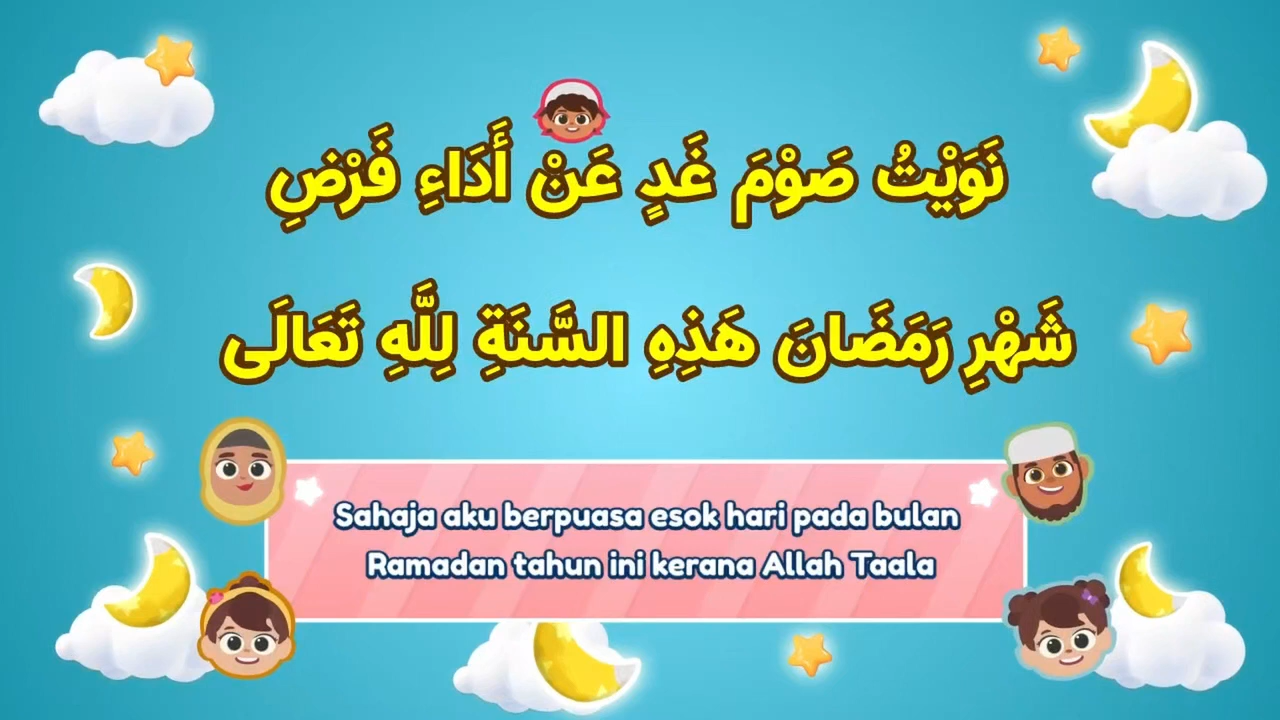 نَوَيْتُ صَوْمَ غَدٍ عَنْ أَدَاءِ فَرْضِ
شَهْرِ رَمَضَانَ هَذِهِ السَّنَةِ لِلَّهِ تَعَالَى
Sahaja aku berpuasa esok hari pada bulan
Ramadan tahun ini kerana Allah Taala